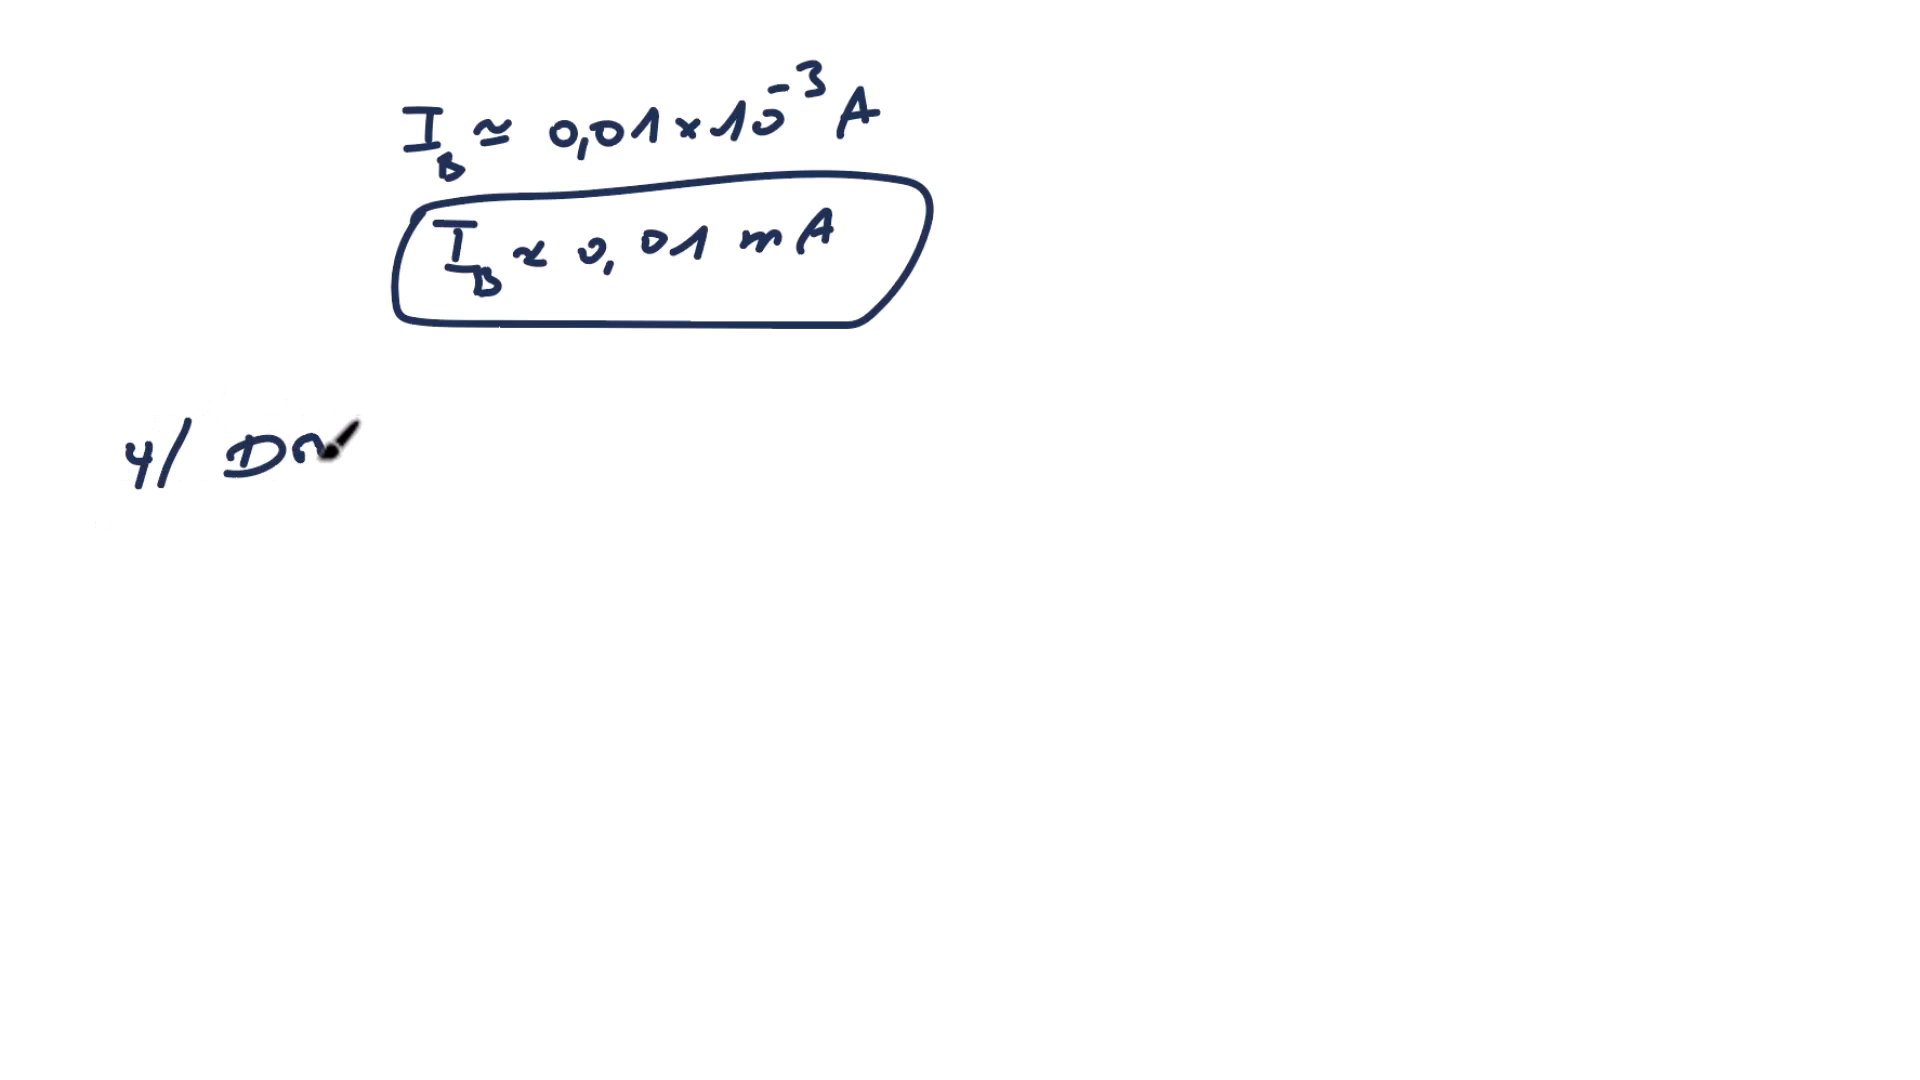 I_B ≃ 0,01 × 10^-3 A
I_B ≈ 0,01 mA
4/